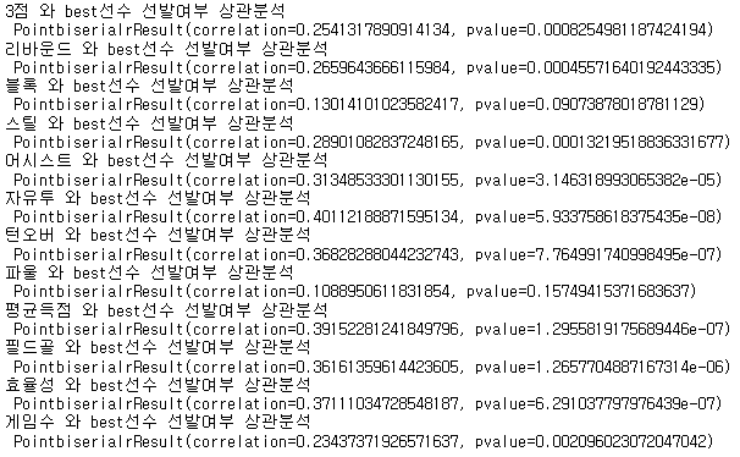 3점 와 best선수 선발여부 상관분석
PointbiserialrResult(correlation=0.2541317890914134, pvalue=0.0008254981187424194)
리바운드 와 best선수 선발여부 상관분석
PointbiserialrResult(correlation=0.2659643666115984, pvalue=0.00045571640192443335)
블록 와 best선수 선발여부 상관분석
PointbiserialrResult(correlation=0.13014101023582417, pvalue=0.09073878018781129)
스틸 와 best선수 선발여부 상관분석
PointbiserialrResult(correlation=0.28901082837248165, pvalue=0.000132195188363331677)
어시스트 와 best선수 선발여부 상관분석
PointbiserialrResult(correlation=0.31348533301130155, pvalue=3.146318993065382e-05)
자유투 와 best선수 선발여부 상관분석
PointbiserialrResult(correlation=0.40112188871595134, pvalue=5.933758618375435e-08)
턴오버 와 best선수 선발여부 상관분석
PointbiserialrResult(correlation=0.36828288044232743, pvalue=7.764991740998495e-07)
파울 와 best선수 선발여부 상관분석
PointbiserialrResult(correlation=0.1088950611831854, pvalue=0.15749415371683637)
평균득점 와 best선수 선발여부 상관분석
PointbiserialrResult(correlation=0.39152281241849796, pvalue=1.2955819175689446e-07)
필드골 와 best선수 선발여부 상관분석
PointbiserialrResult(correlation=0.36161359614423605, pvalue=1.2657704887167314e-06)
효율성 와 best선수 선발여부 상관분석
PointbiserialrResult(correlation=0.37111034728548187, pvalue=6.291037797976439e-07)
게임수 와 best선수 선발여부 상관분석
PointbiserialrResult(correlation=0.23437371926571637, pvalue=0.002096023072047042)